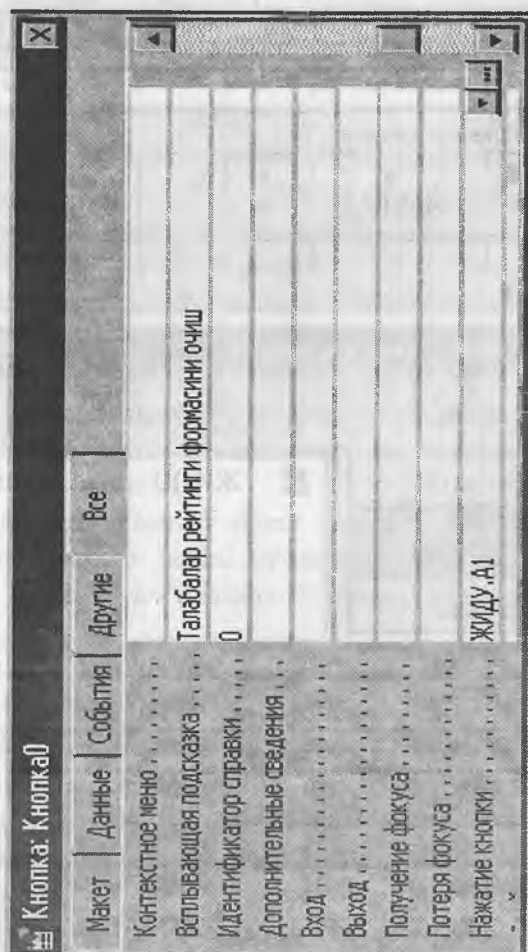 Кнопка: Кнопка0
Макет Данные События Другие Все
Контекстное меню . . . . . . . . .
Всплывающая подсказка . . . . . Талабалар рейтинги формасини очиш
Идентификатор справки . . . . . 0
Дополнительные сведения . . .
Вход . . . . . . . . . . . . . . . . . .
Выход . . . . . . . . . . . . . . . . .
Получение фокуса . . . . . . . . .
Потеря фокуса . . . . . . . . . . . .
Нажатие кнопки . . . . . . . . . . . ЖИДУ.А1